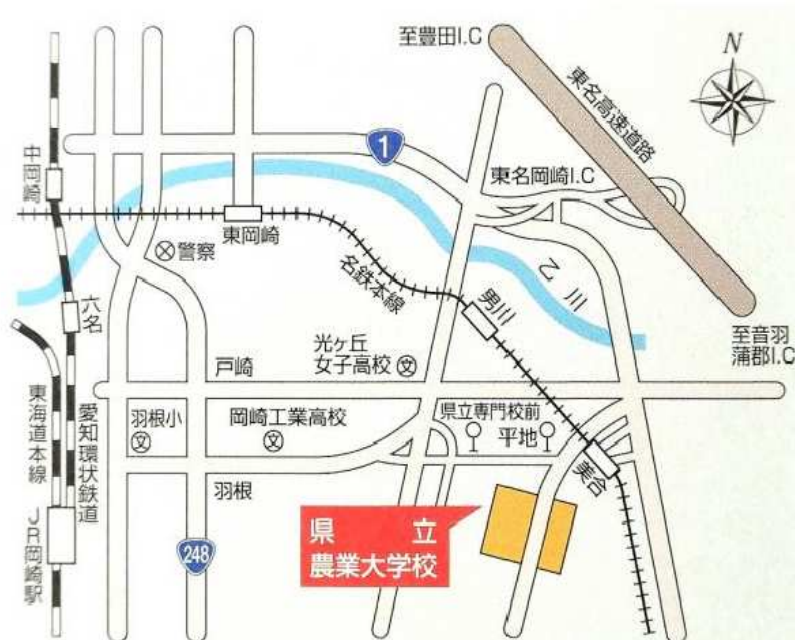 至豊田I.C
N
東名高速道路
1
中岡崎
東名岡崎I.C
警察
東岡崎
名鉄本線
乙川
男川
六名
至音羽
蒲郡I.C
光ヶ丘
女子高校
文
戸崎
東海道本線
愛知環状鉄道
羽根小
文
岡崎工業高校
文
県立専門校前
平地
美合
羽根
県立
農業大学校
248
JR岡崎駅